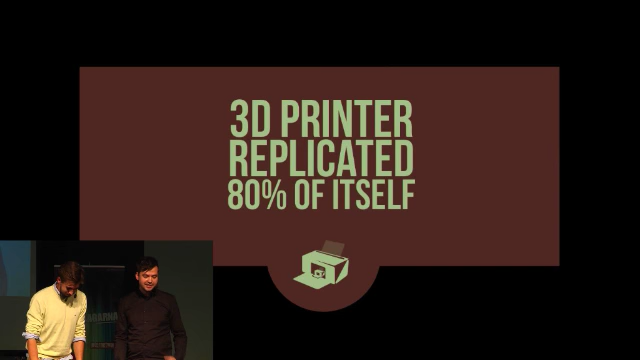 3D PRINTER
REPLICATED
80% OF ITSELF